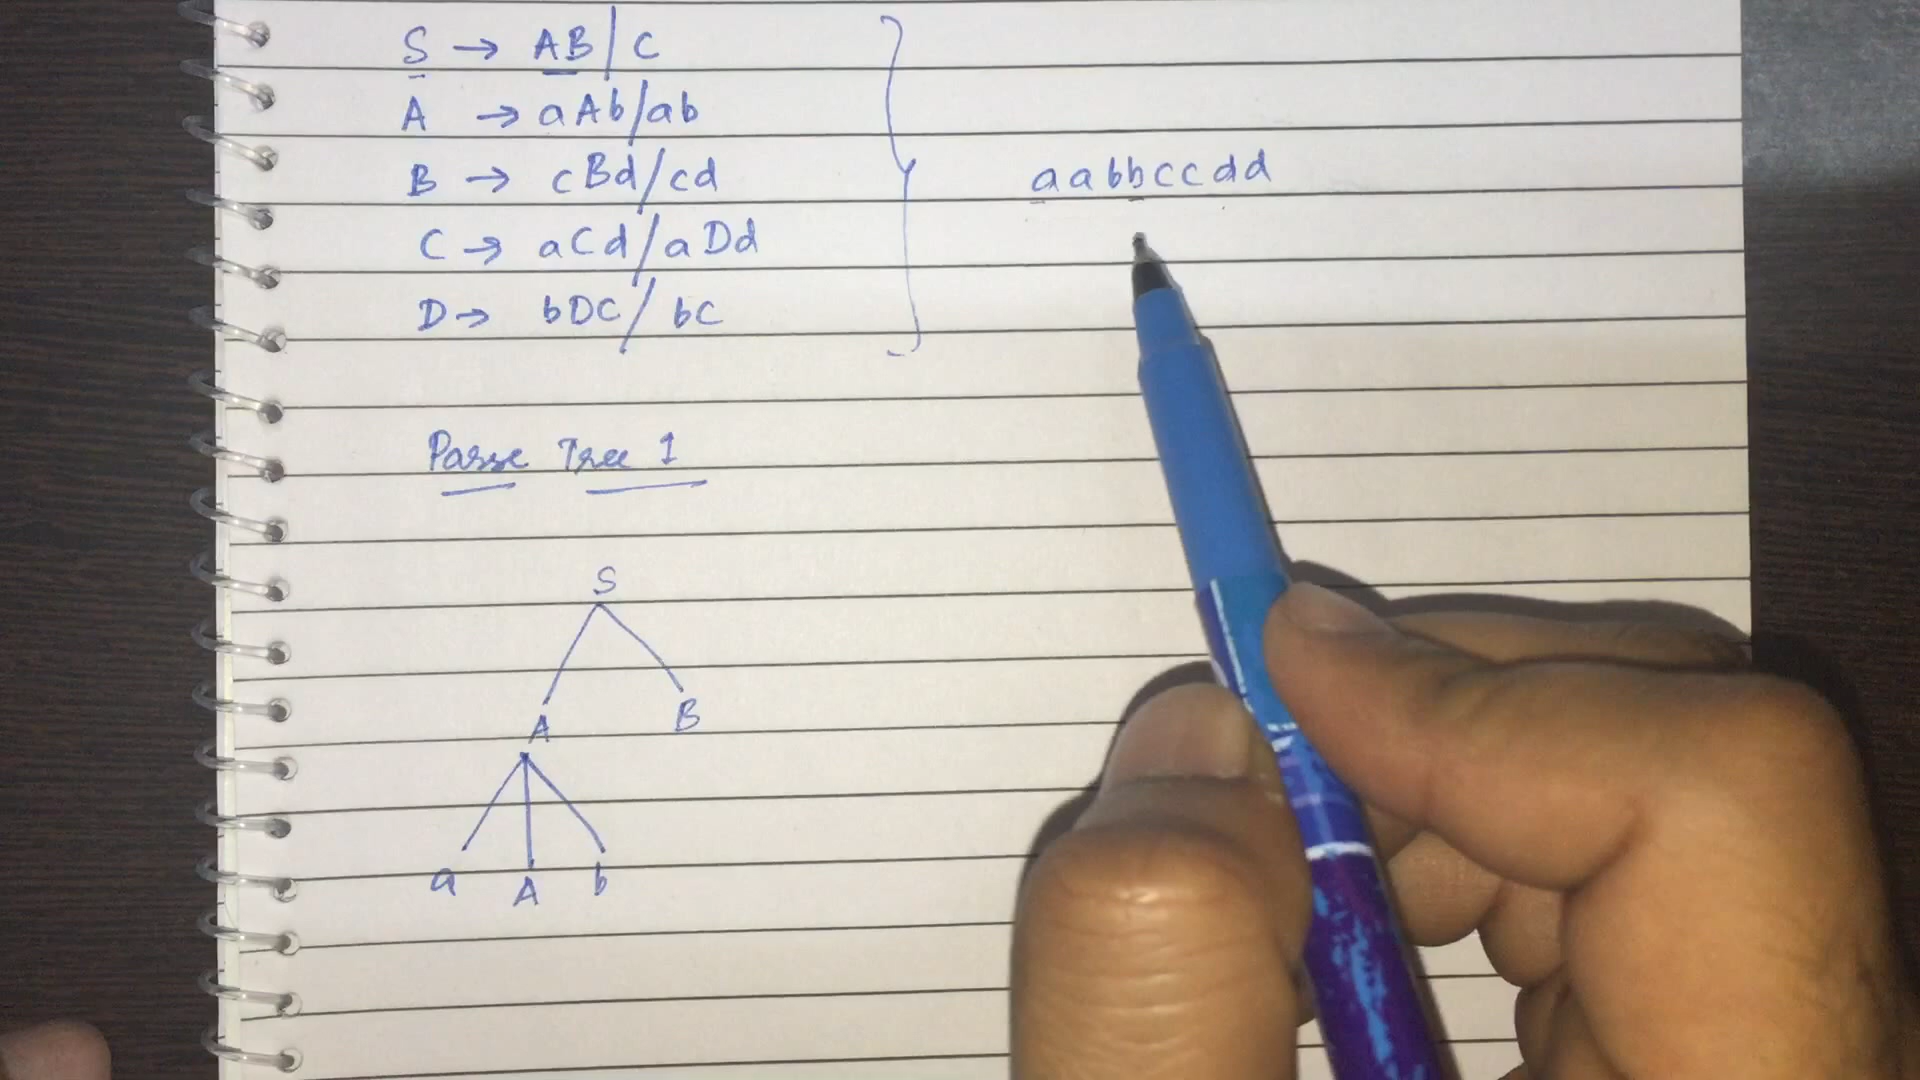 S → AB/C
A → aAb/ab
B → cBd/cd
C → aCd/aDd
D → bDC/bC
aabbccdd
Parse Tree 1
S
A B
a A b